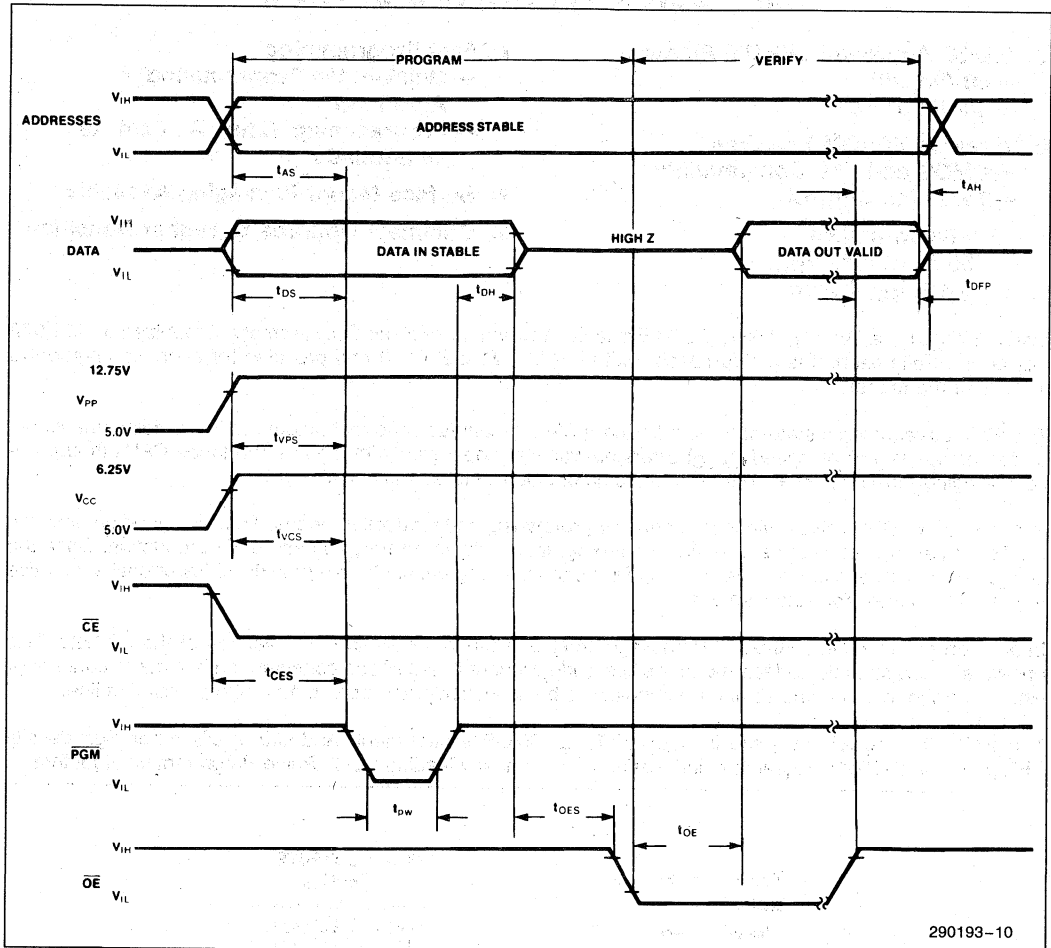 PROGRAM
VERIFY
ADDRESSES
VIH
VIL
ADDRESS STABLE
tAS
tAH
DATA
VIH
VIL
DATA IN STABLE
HIGH Z
DATA OUT VALID
tDS
tDH
tDFP
12.75V
VPP
5.0V
tVPS
6.25V
VCC
5.0V
tVCS
VIH
CE
VIL
tCES
VIH
PGM
VIL
tPW
tOES
tOE
VIH
OE
VIL
290193-10